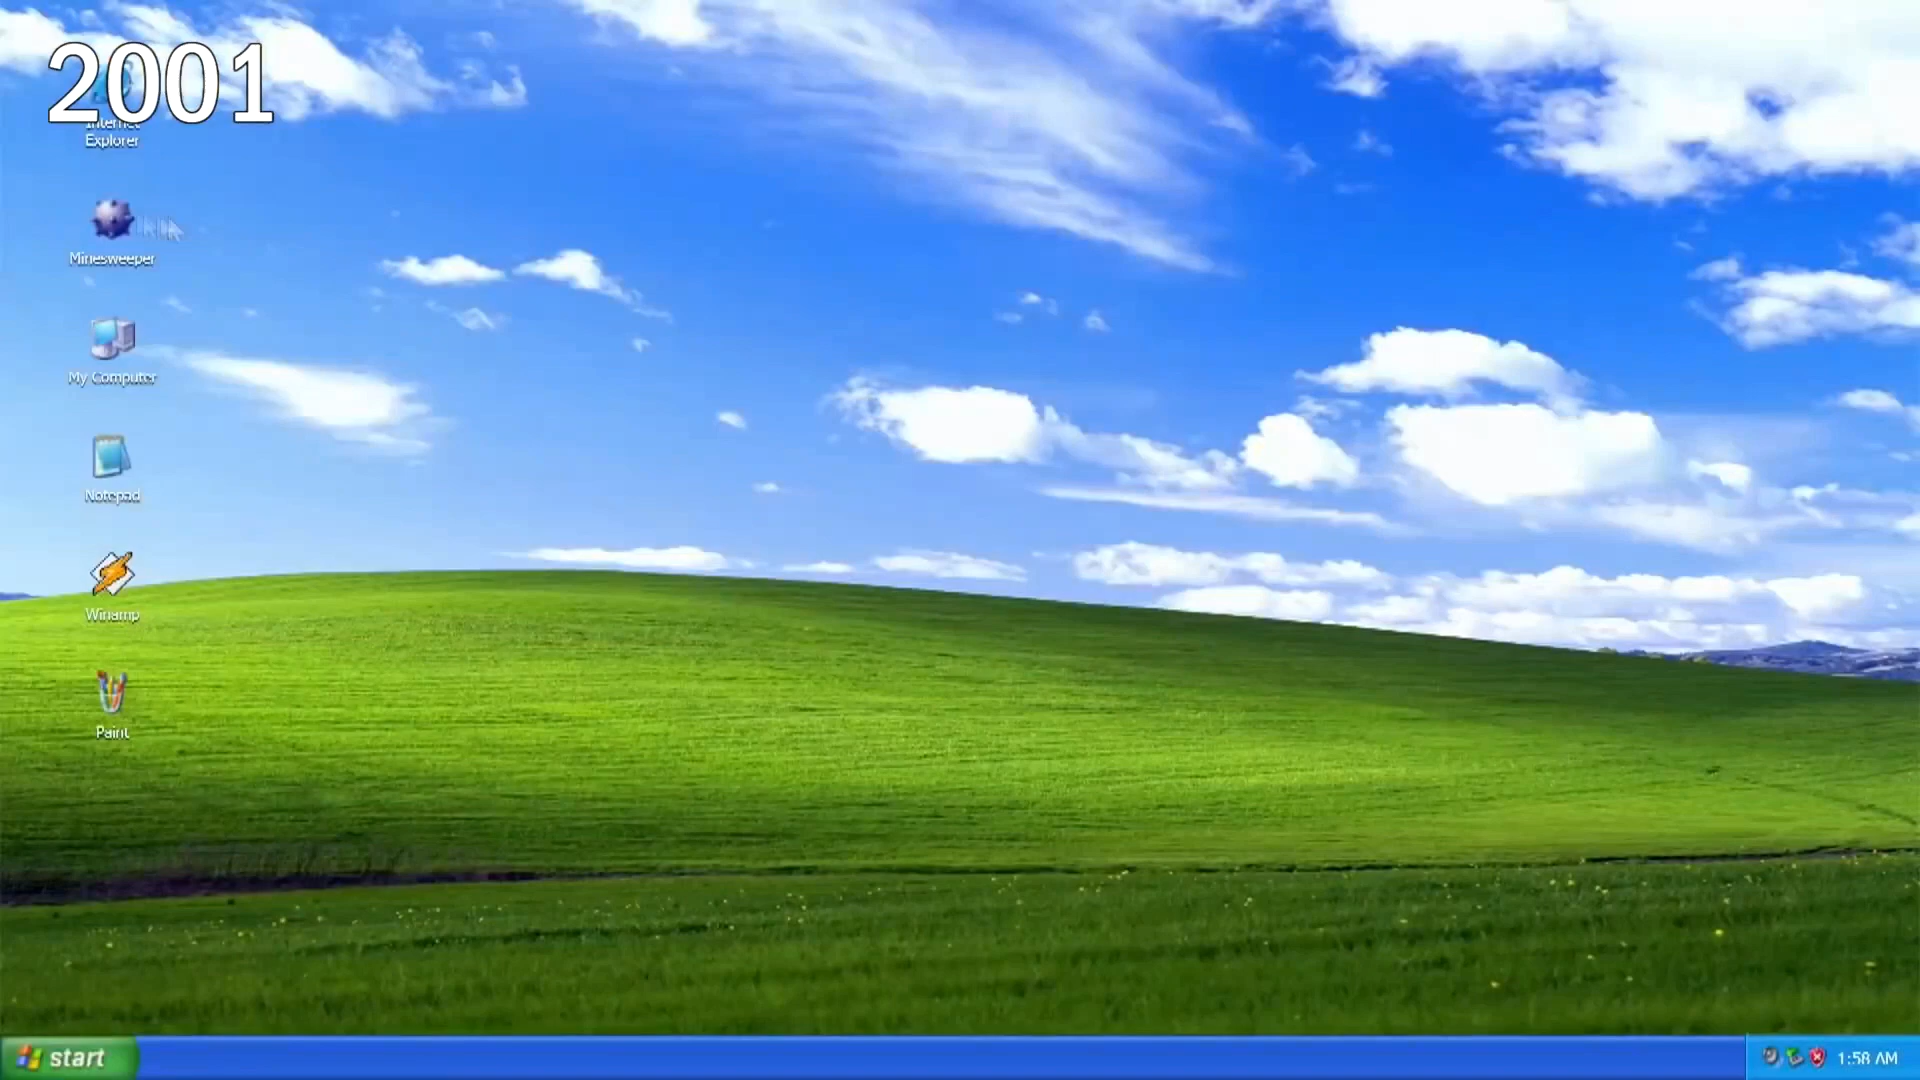 2001
Internet
Explorer
Minesweeper
My Computer
Notepad
Winamp
Paint
start
1:58 AM